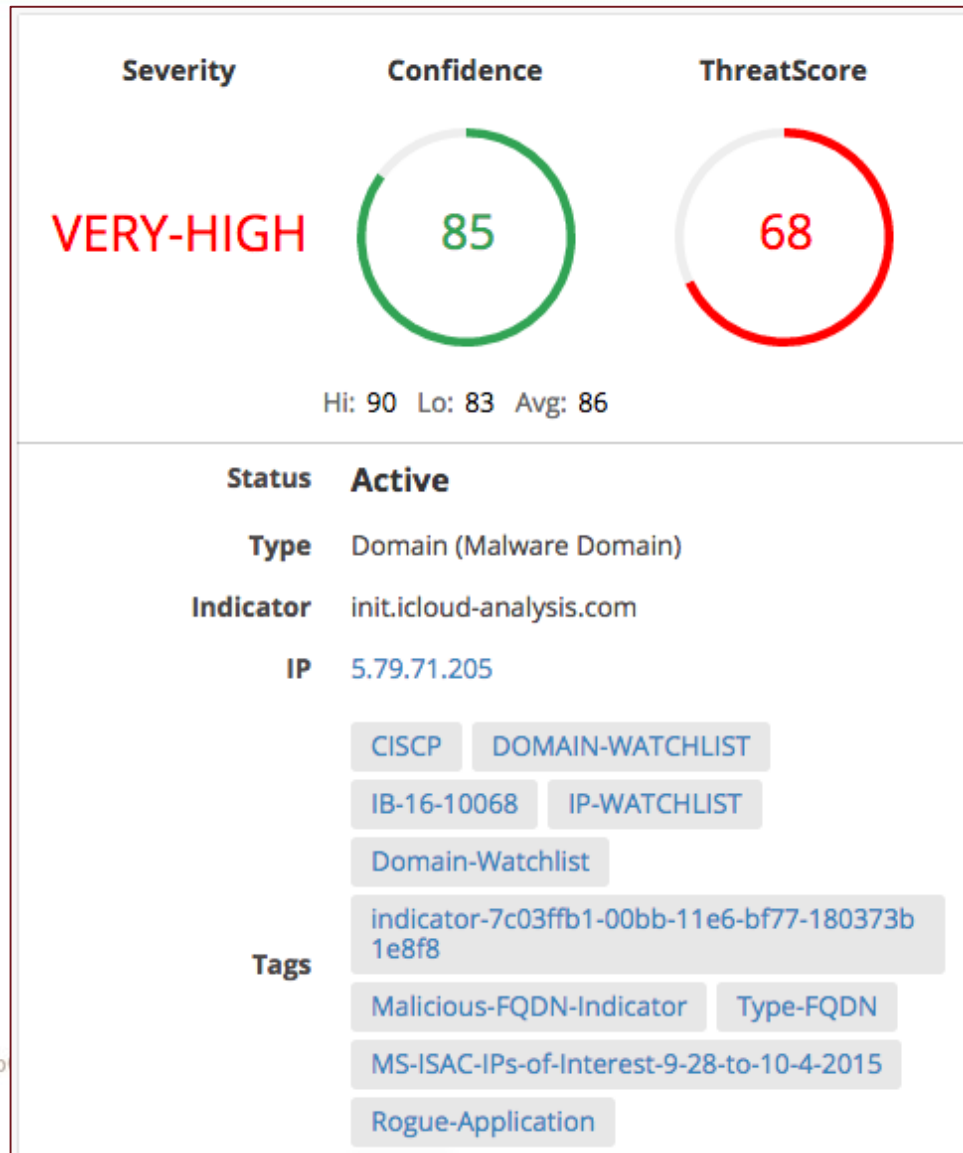 Severity Confidence ThreatScore
VERY-HIGH 85 68
Hi: 90 Lo: 83 Avg: 86
Status Active
Type Domain (Malware Domain)
Indicator init.icloud-analysis.com
IP 5.79.71.205
CISCP DOMAIN-WATCHLIST
IB-16-10068 IP-WATCHLIST
Domain-Watchlist
indicator-7c03ffb1-00bb-11e6-bf77-180373b
1e8f8
Tags
Malicious-FQDN-Indicator Type-FQDN
MS-ISAC-IPs-of-Interest-9-28-to-10-4-2015
Rogue-Application